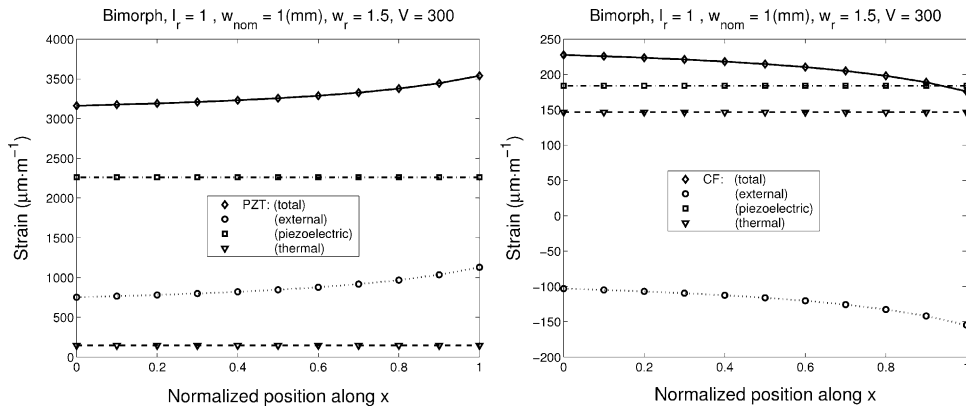 Bimorph, l_r = 1 , w_nom = 1(mm), w_r = 1.5, V = 300
4000
3500
3000
2500
2000
1500
1000
500
0
Strain (μm·m⁻¹)
PZT: (total)
(external)
(piezoelectric)
(thermal)
0 0.2 0.4 0.6 0.8 1
Normalized position along x
Bimorph, l_r = 1 , w_nom = 1(mm), w_r = 1.5, V = 300
250
200
150
100
50
0
−50
−100
−150
−200
Strain (μm·m⁻¹)
CF: (total)
(external)
(piezoelectric)
(thermal)
0 0.2 0.4 0.6 0.8 1
Normalized position along x